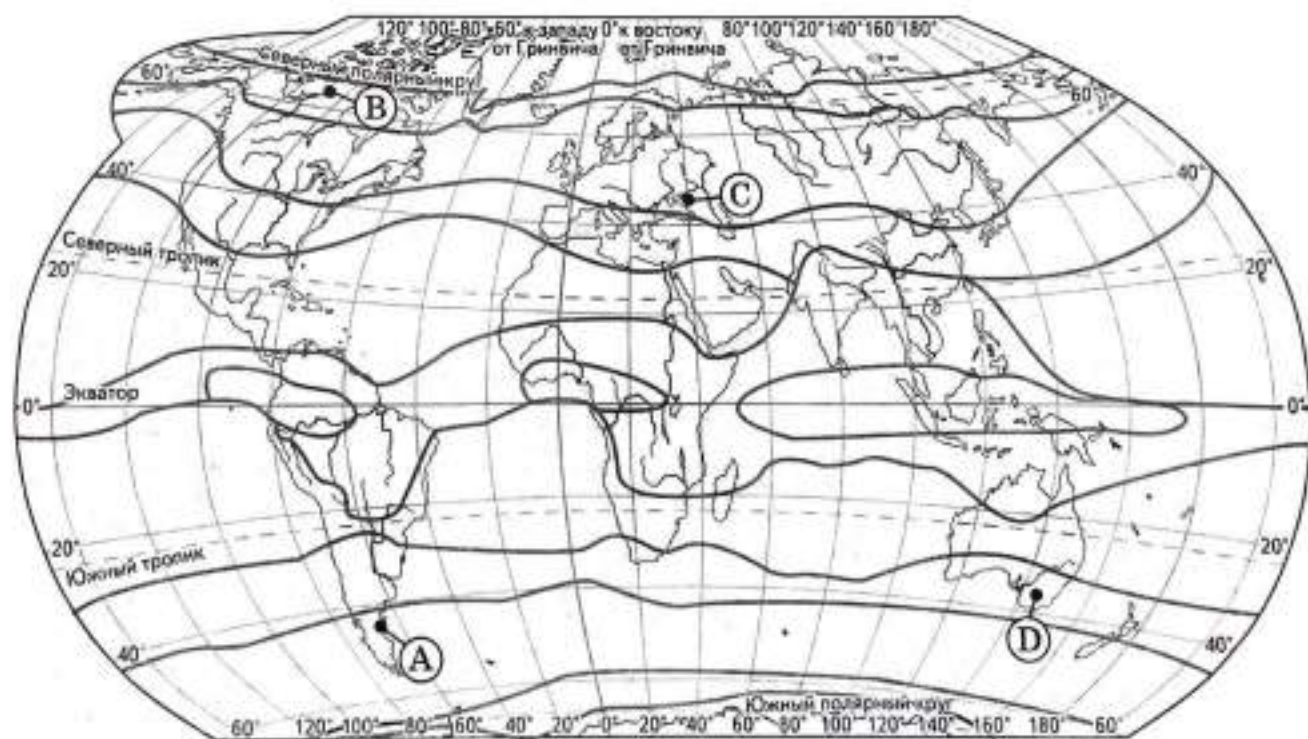 120° 100° 80° 60° к западу 0° к востоку 80° 100° 120° 140° 160° 180°
от Гринвича от Гринвича
Северный полярный круг
60° 60°
B
40° 40°
C
Северный тропик
20° 20°
Экватор
0° 0°
20° 20°
Южный тропик
D
A
40° 40°
Южный полярный круг
60° 120° 100° 80° 60° 40° 20° 0° 20° 40° 60° 80° 100° 120° 140° 160° 180° 60°